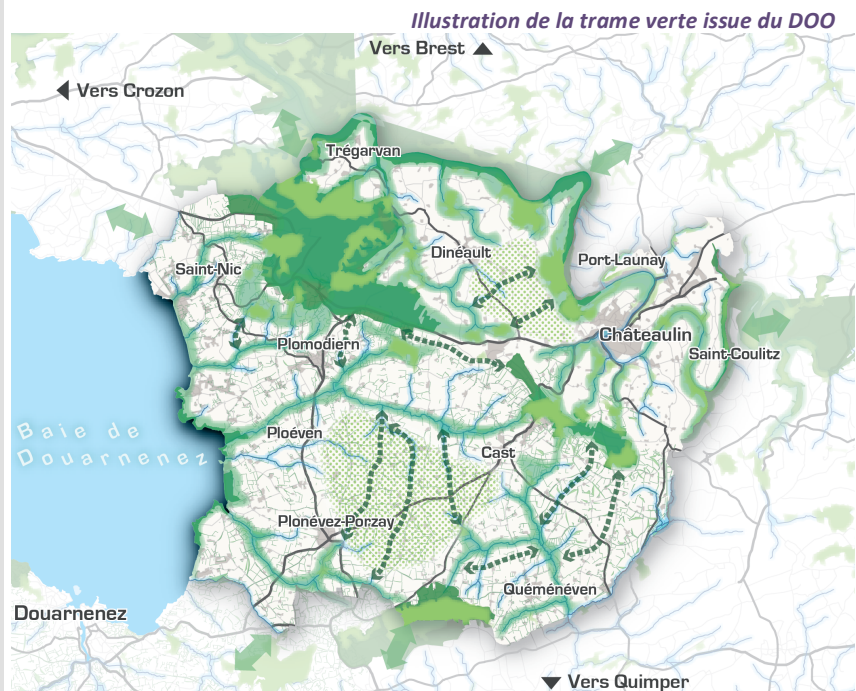 Illustration de la trame verte issue du DOO
Vers Brest
Vers Crozon
Trégarvan
Dinéault
Port-Launay
Saint-Nic
Châteaulin
Plomodiern
Saint-Coulitz
Baie de
Douarnenez
Ploéven
Cast
Plonévez-Porzay
Quéménéven
Douarnenez
Vers Quimper